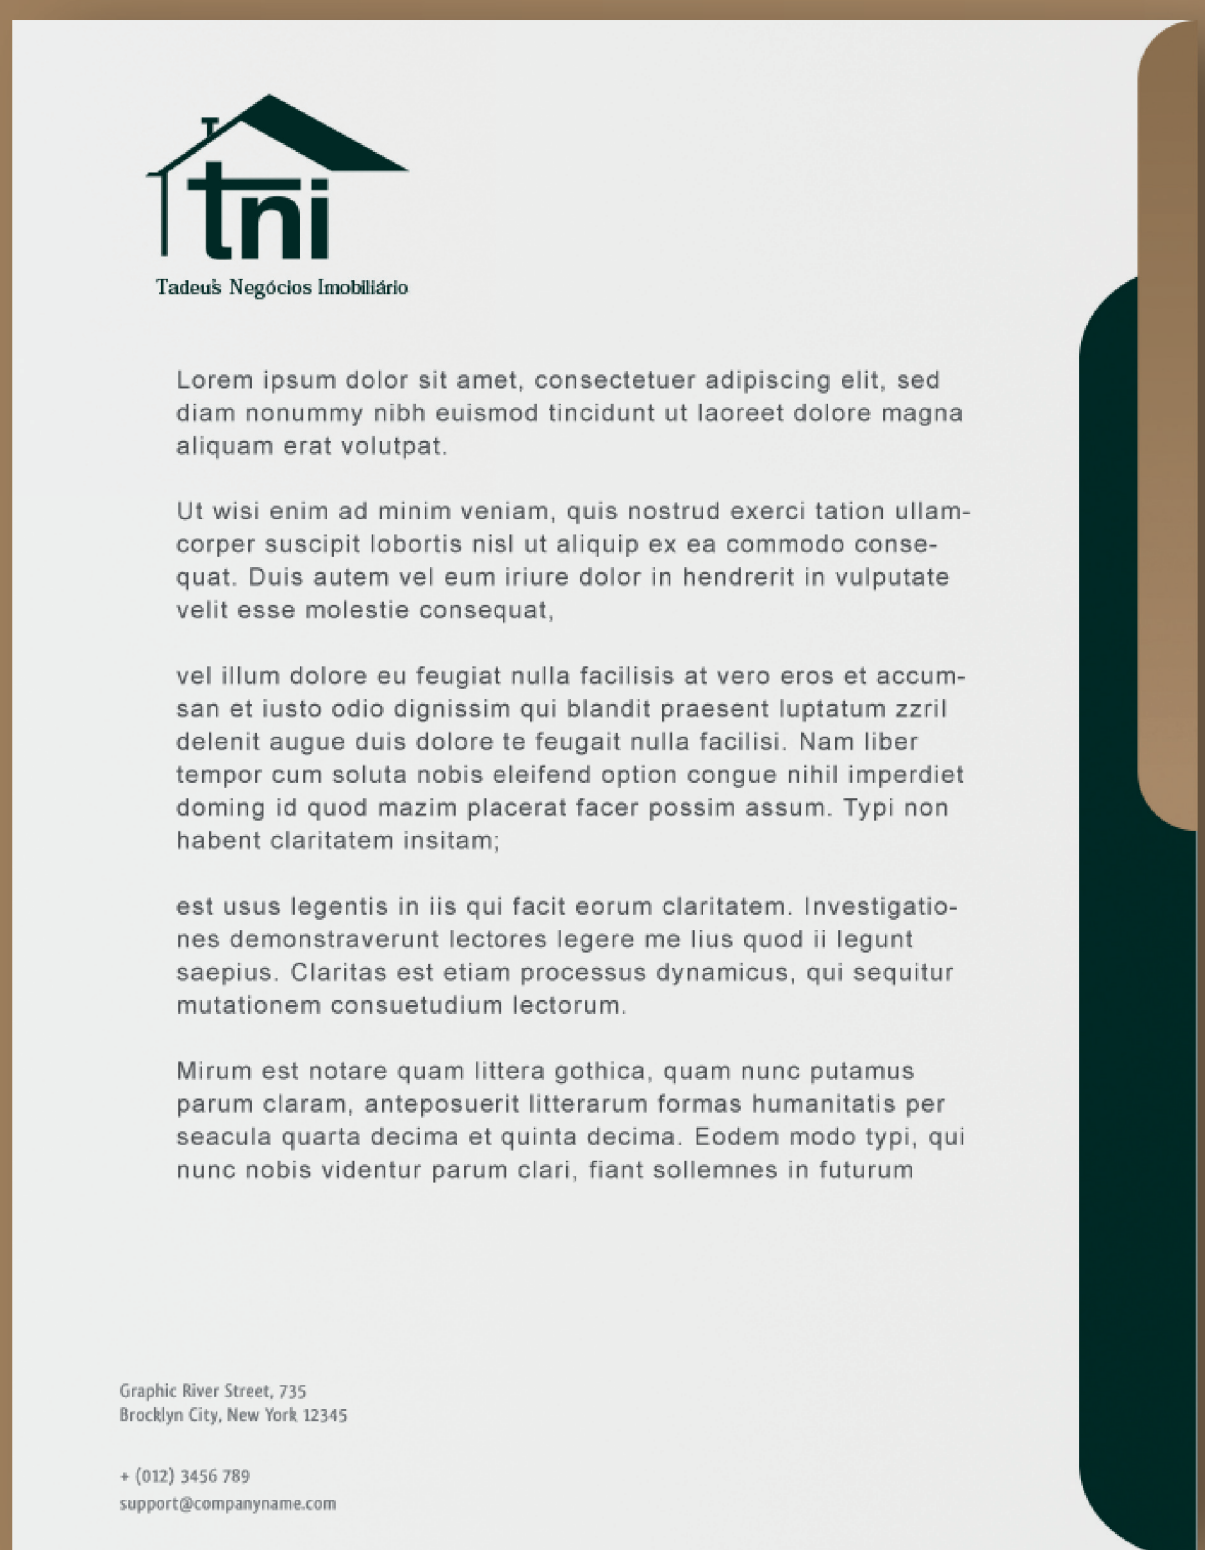 tni
Tadeu's Negócios Imobiliário
Lorem ipsum dolor sit amet, consectetuer adipiscing elit, sed
diam nonummy nibh euismod tincidunt ut laoreet dolore magna
aliquam erat volutpat.
Ut wisi enim ad minim veniam, quis nostrud exerci tation ullam-
corper suscipit lobortis nisl ut aliquip ex ea commodo conse-
quat. Duis autem vel eum iriure dolor in hendrerit in vulputate
velit esse molestie consequat,
vel illum dolore eu feugiat nulla facilisis at vero eros et accum-
san et iusto odio dignissim qui blandit praesent luptatum zzril
delenit augue duis dolore te feugait nulla facilisi. Nam liber
tempor cum soluta nobis eleifend option congue nihil imperdiet
doming id quod mazim placerat facer possim assum. Typi non
habent claritatem insitam;
est usus legentis in iis qui facit eorum claritatem. Investigatio-
nes demonstraverunt lectores legere me lius quod ii legunt
saepius. Claritas est etiam processus dynamicus, qui sequitur
mutationem consuetudium lectorum.
Mirum est notare quam littera gothica, quam nunc putamus
parum claram, anteposuerit litterarum formas humanitatis per
seacula quarta decima et quinta decima. Eodem modo typi, qui
nunc nobis videntur parum clari, fiant sollemnes in futurum
Graphic River Street, 735
Brocklyn City, New York 12345
+ (012) 3456 789
support@companyname.com